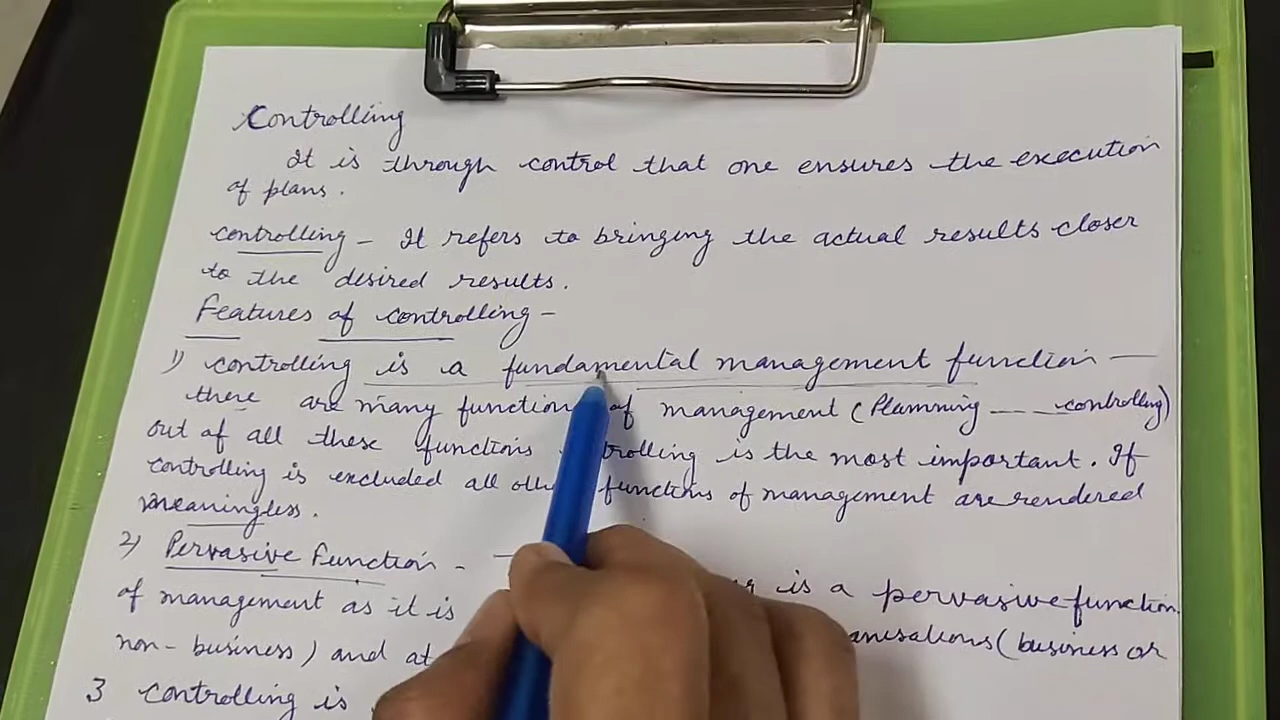 Controlling
It is through control that one ensures the execution
of plans.
controlling - It refers to bringing the actual results closer
to the desired results.
Features of controlling -
1) controlling is a fundamental management function —
there are many function of management (Planning _ _ _ controlling)
out of all these functions controlling is the most important. If
controlling is excluded all other functions of management are rendered
meaningless.
2) Pervasive Function - — is a pervasive function
of management as it is
non-business) and at anisations (business or
3 controlling is